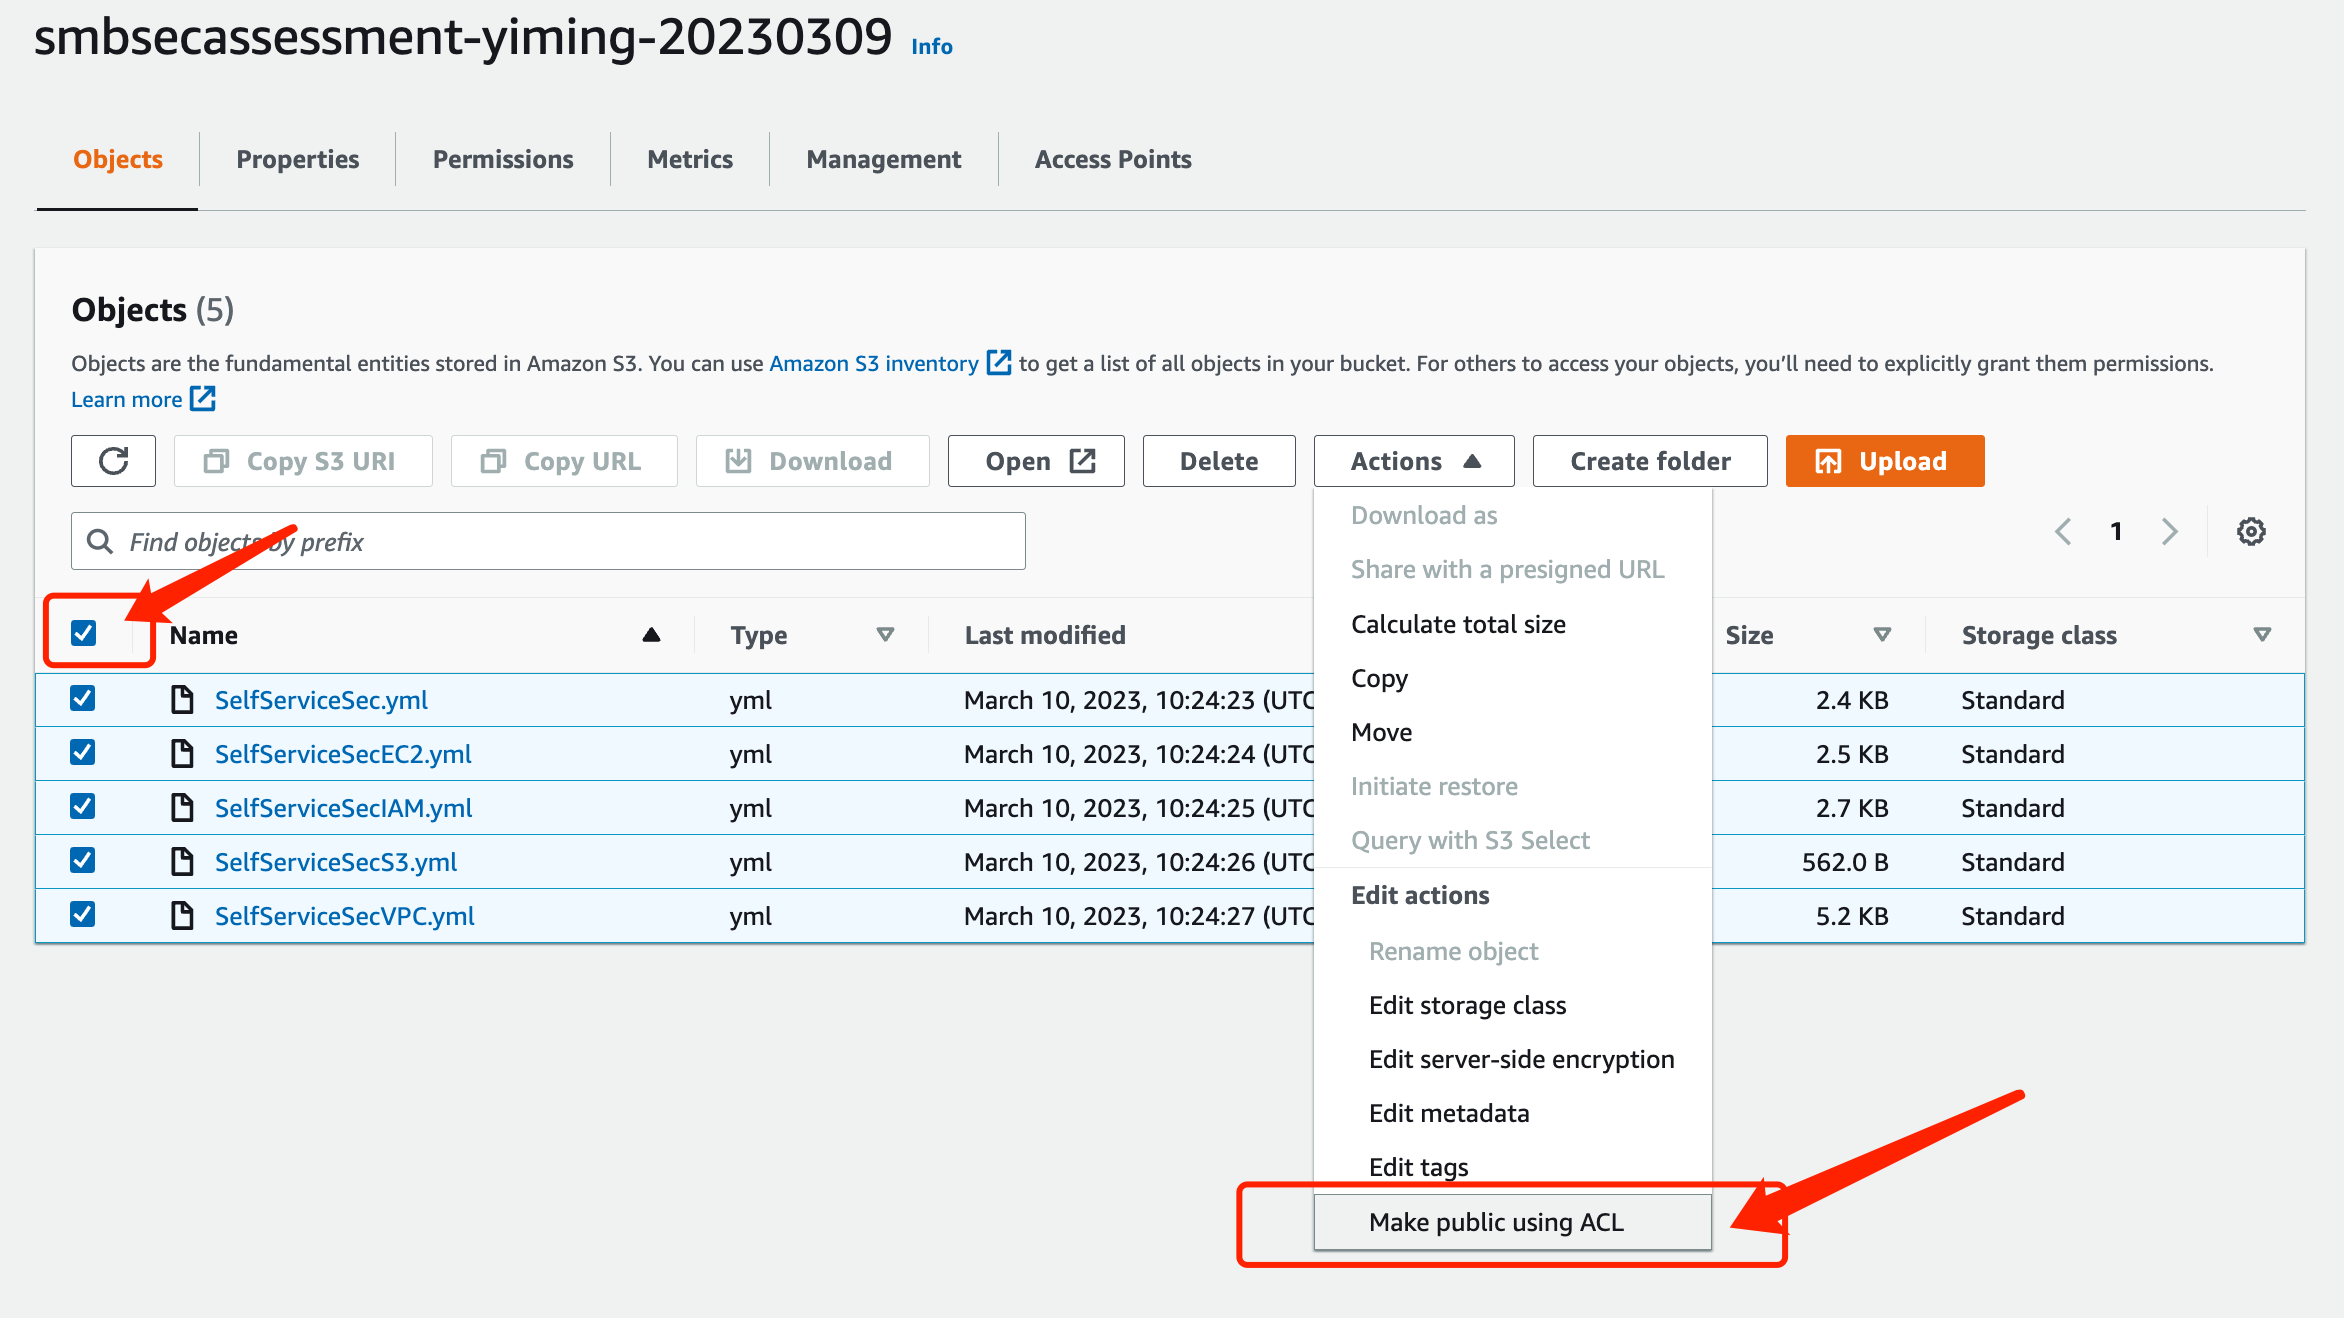 smbsecassessment-yiming-20230309 Info
Objects Properties Permissions Metrics Management Access Points
Objects (5)
Objects are the fundamental entities stored in Amazon S3. You can use Amazon S3 inventory to get a list of all objects in your bucket. For others to access your objects, you’ll need to explicitly grant them permissions.
Learn more
Copy S3 URI Copy URL Download Open Delete Actions Create folder Upload
Find objects by prefix
1
Name Type Last modified Size Storage class
SelfServiceSec.yml yml March 10, 2023, 10:24:23 (UTC 2.4 KB Standard
SelfServiceSecEC2.yml yml March 10, 2023, 10:24:24 (UTC 2.5 KB Standard
SelfServiceSecIAM.yml yml March 10, 2023, 10:24:25 (UTC 2.7 KB Standard
SelfServiceSecS3.yml yml March 10, 2023, 10:24:26 (UTC 562.0 B Standard
SelfServiceSecVPC.yml yml March 10, 2023, 10:24:27 (UTC 5.2 KB Standard
Download as
Share with a presigned URL
Calculate total size
Copy
Move
Initiate restore
Query with S3 Select
Edit actions
Rename object
Edit storage class
Edit server-side encryption
Edit metadata
Edit tags
Make public using ACL